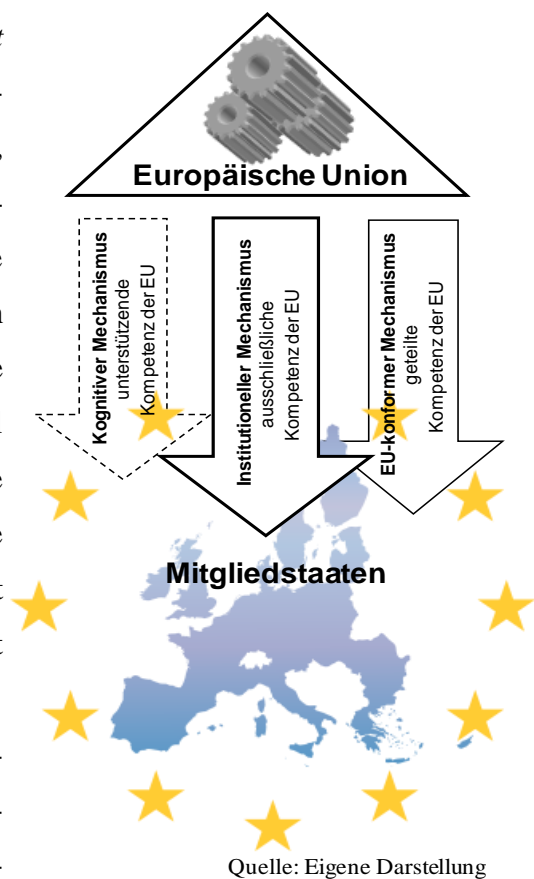 Europäische Union
Kognitiver Mechanismus
unterstützende
Kompetenz der EU
Institutioneller Mechanismus
ausschließliche
Kompetenz der EU
EU-konformer Mechanismus
geteilte
Kompetenz der EU
Mitgliedstaaten
Quelle: Eigene Darstellung